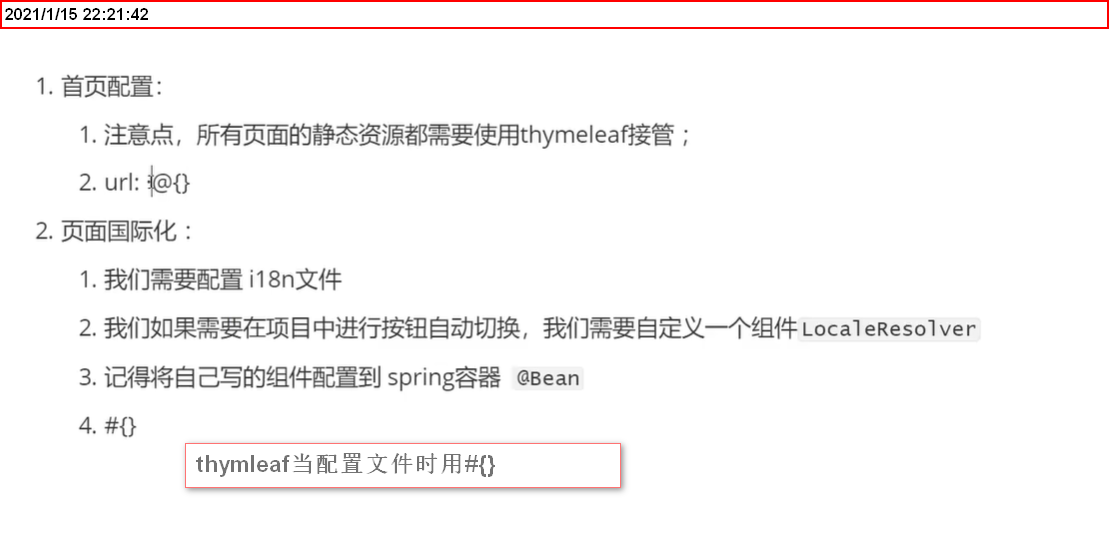 2021/1/15 22:21:42
1. 首页配置：
1. 注意点，所有页面的静态资源都需要使用thymeleaf接管；
2. url: @{}
2. 页面国际化：
1. 我们需要配置 i18n文件
2. 我们如果需要在项目中进行按钮自动切换，我们需要自定义一个组件LocaleResolver
3. 记得将自己写的组件配置到 spring容器 @Bean
4. #{}
thymleaf当配置文件时用#{}